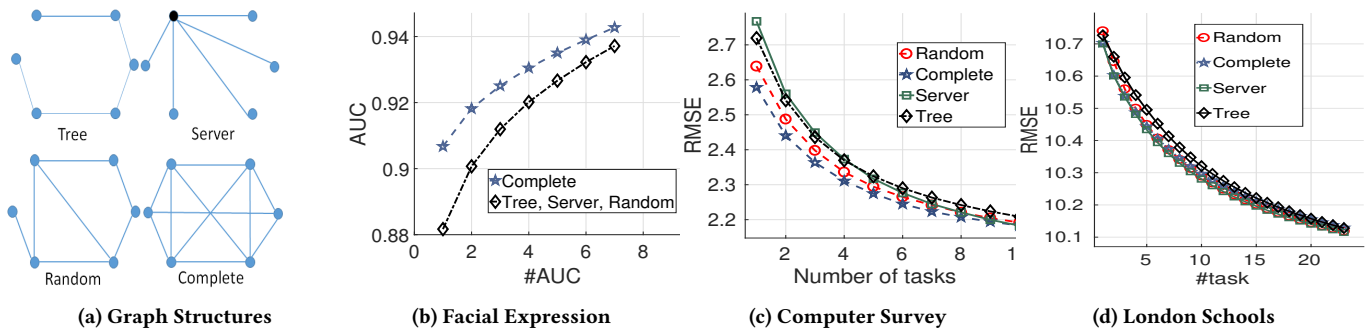 Tree
Server
Random
Complete
(a) Graph Structures
AUC
0.94
0.92
0.9
0.88
0
2
4
6
8
#AUC
Complete
Tree, Server, Random
(b) Facial Expression
RMSE
2.7
2.6
2.5
2.4
2.3
2.2
2
4
6
8
1
Number of tasks
Random
Complete
Server
Tree
(c) Computer Survey
RMSE
10.7
10.6
10.5
10.4
10.3
10.2
10.1
5
10
15
20
#task
Random
Complete
Server
Tree
(d) London Schools